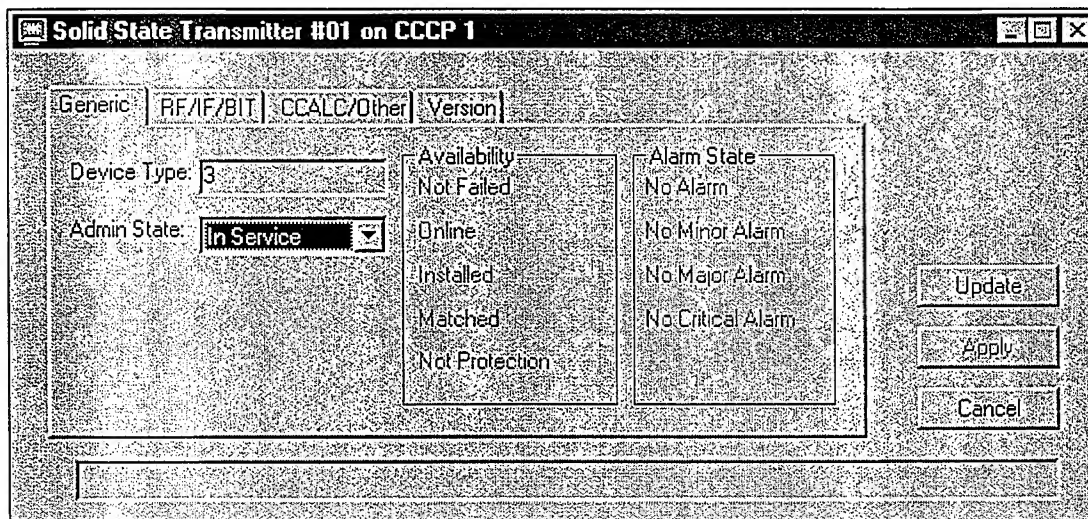 Solid State Transmitter #01 on CCCP 1
Generic RF/IF/BIT CCALC/Other Version
Device Type: 3
Admin State: In Service
Availability
Not Failed
Online
Installed
Matched
Not Protection
Alarm State
No Alarm
No Minor Alarm
No Major Alarm
No Critical Alarm
Update
Apply
Cancel